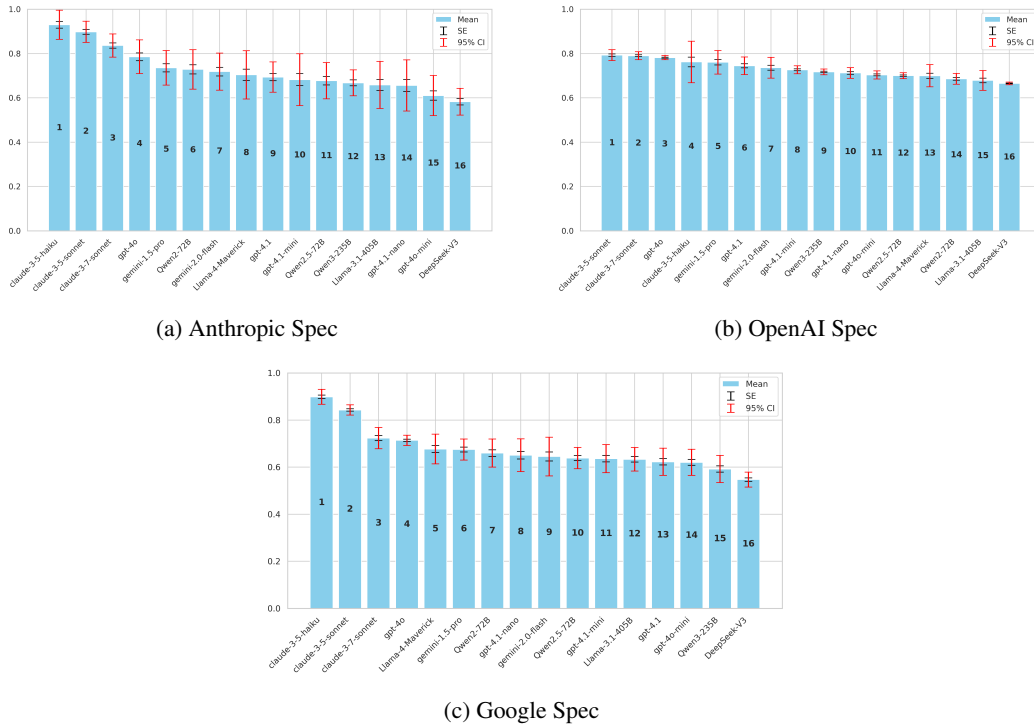 1.0
0.8
0.6
0.4
0.2
0.0
Mean
SE
95% CI
1 2 3 4 5 6 7 8 9 10 11 12 13 14 15 16
claude-3-5-haiku
claude-3-5-sonnet
claude-3-7-sonnet
gpt-4o
gemini-1.5-pro
Qwen2-72B
gemini-2.0-flash
Llama-4-Maverick
gpt-4.1
gpt-4.1-mini
Qwen2.5-72B
Qwen3-235B
Llama-3.1-405B
gpt-4.1-nano
gpt-4o-mini
DeepSeek-V3
(a) Anthropic Spec
1.0
0.8
0.6
0.4
0.2
0.0
Mean
SE
95% CI
1 2 3 4 5 6 7 8 9 10 11 12 13 14 15 16
claude-3-5-sonnet
claude-3-7-sonnet
gpt-4o
claude-3-5-haiku
gemini-1.5-pro
gpt-4.1
gemini-2.0-flash
gpt-4.1-mini
Qwen3-235B
gpt-4.1-nano
gpt-4o-mini
Qwen2.5-72B
Llama-4-Maverick
Qwen2-72B
Llama-3.1-405B
DeepSeek-V3
(b) OpenAI Spec
1.0
0.8
0.6
0.4
0.2
0.0
Mean
SE
95% CI
1 2 3 4 5 6 7 8 9 10 11 12 13 14 15 16
claude-3-5-haiku
claude-3-5-sonnet
claude-3-7-sonnet
gpt-4o
Llama-4-Maverick
gemini-1.5-pro
Qwen2-72B
gpt-4.1-nano
gemini-2.0-flash
Qwen2.5-72B
gpt-4.1-mini
Llama-3.1-405B
gpt-4.1
gpt-4o-mini
Qwen3-235B
DeepSeek-V3
(c) Google Spec